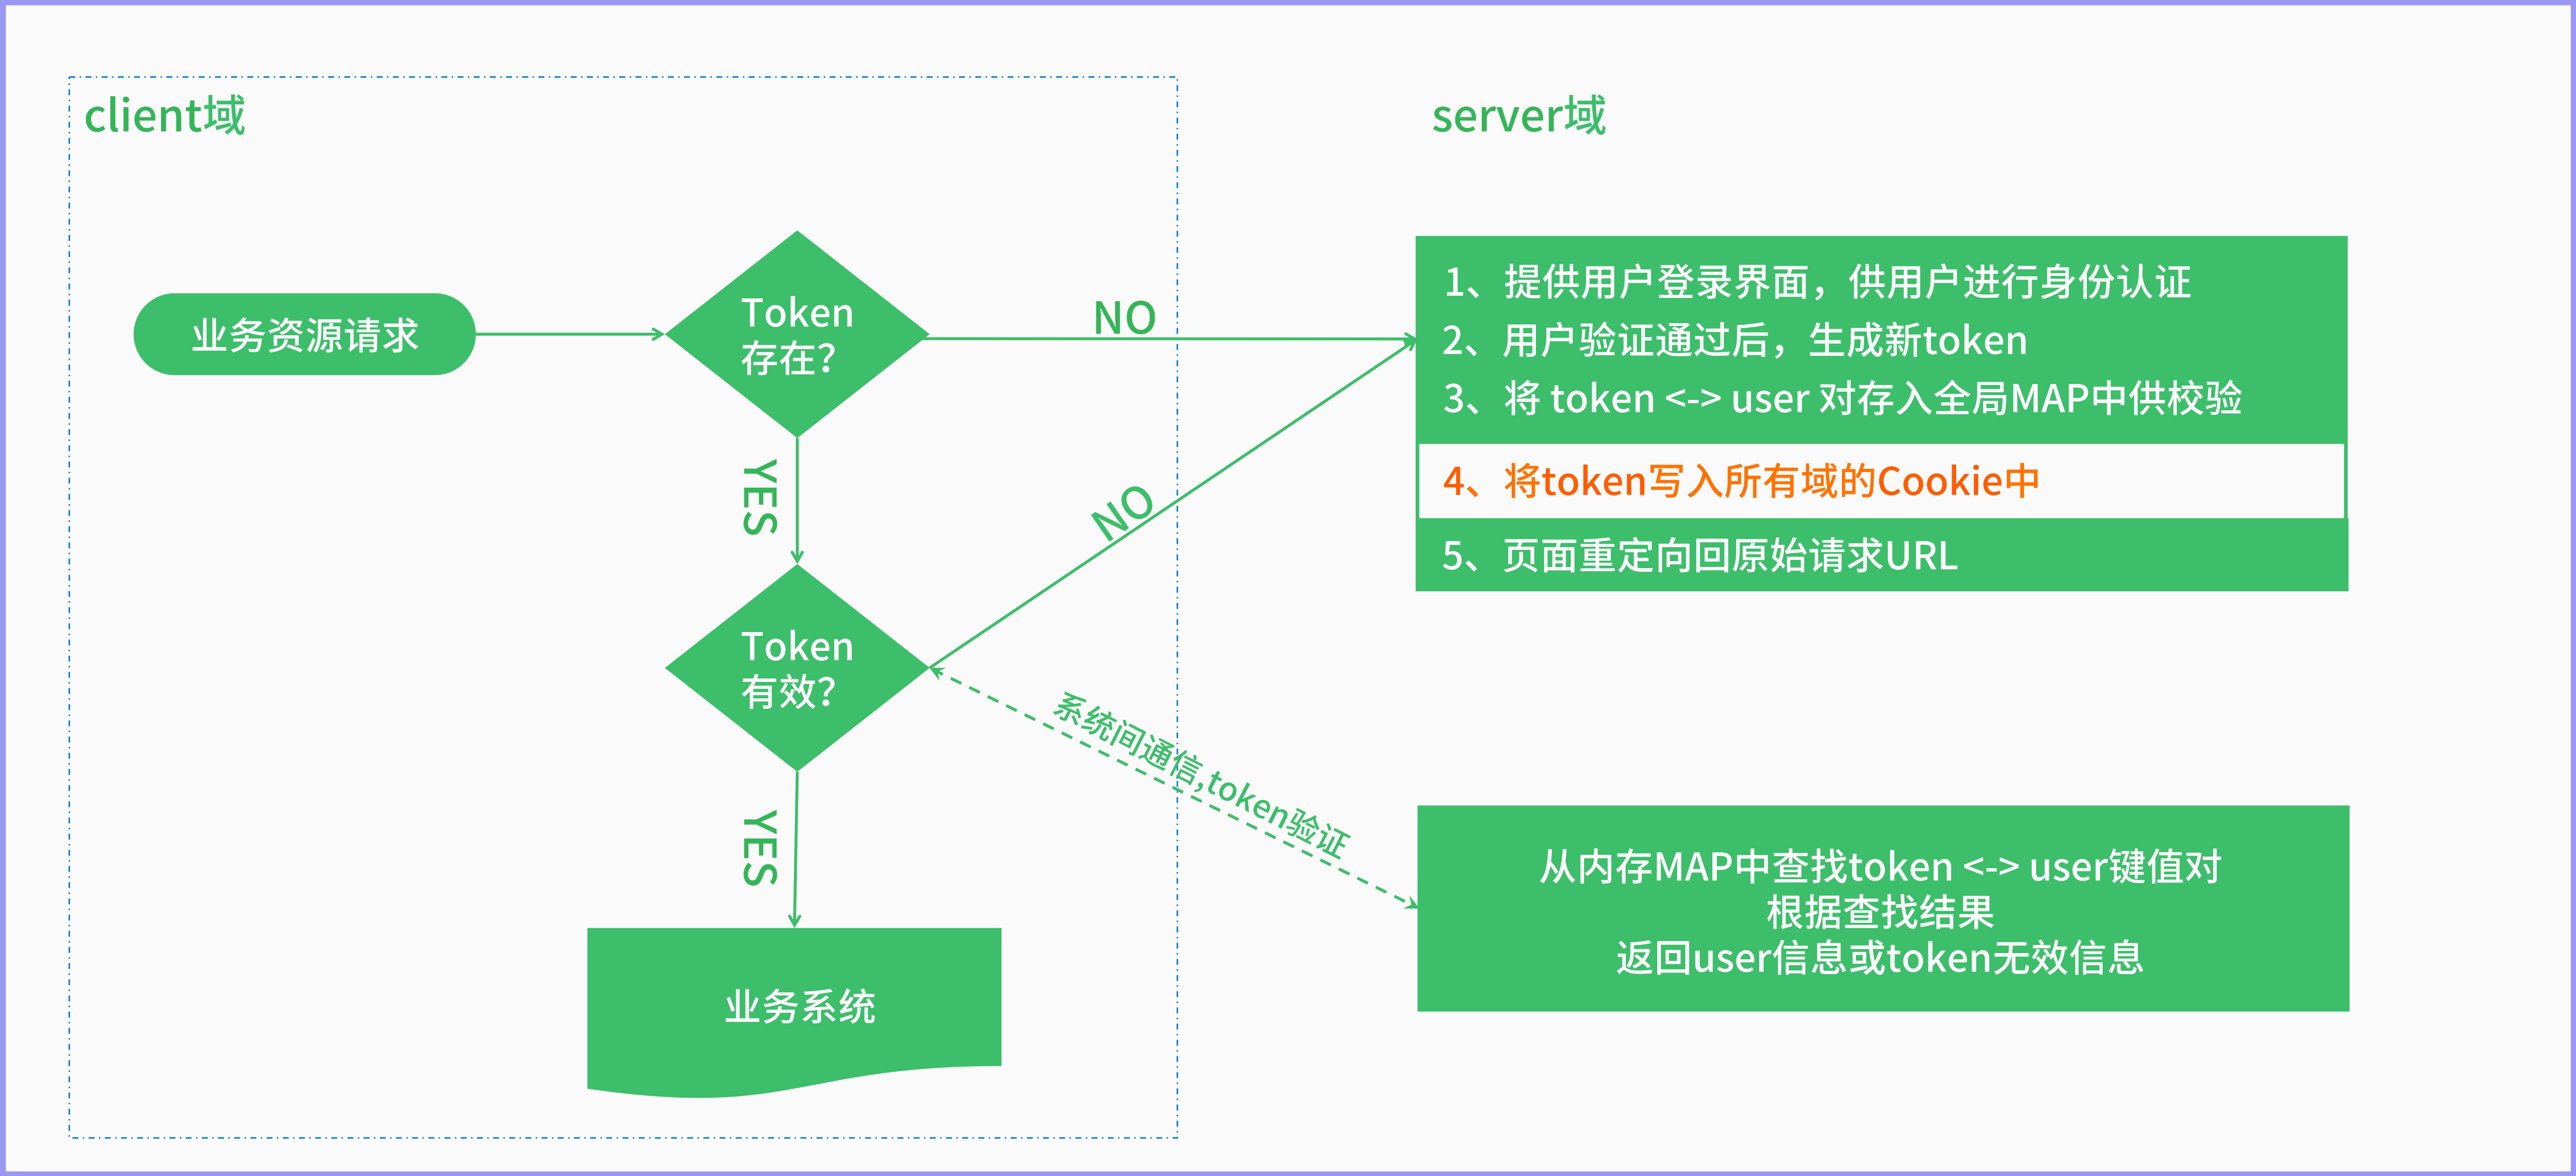 client域
server域
业务资源请求
Token
存在?
NO
1、提供用户登录界面，供用户进行身份认证
2、用户验证通过后，生成新token
3、将 token <-> user 对存入全局MAP中供校验
4、将token写入所有域的Cookie中
5、页面重定向回原始请求URL
YES
NO
Token
有效?
系统间通信,token验证
YES
从内存MAP中查找token <-> user键值对
根据查找结果
返回user信息或token无效信息
业务系统